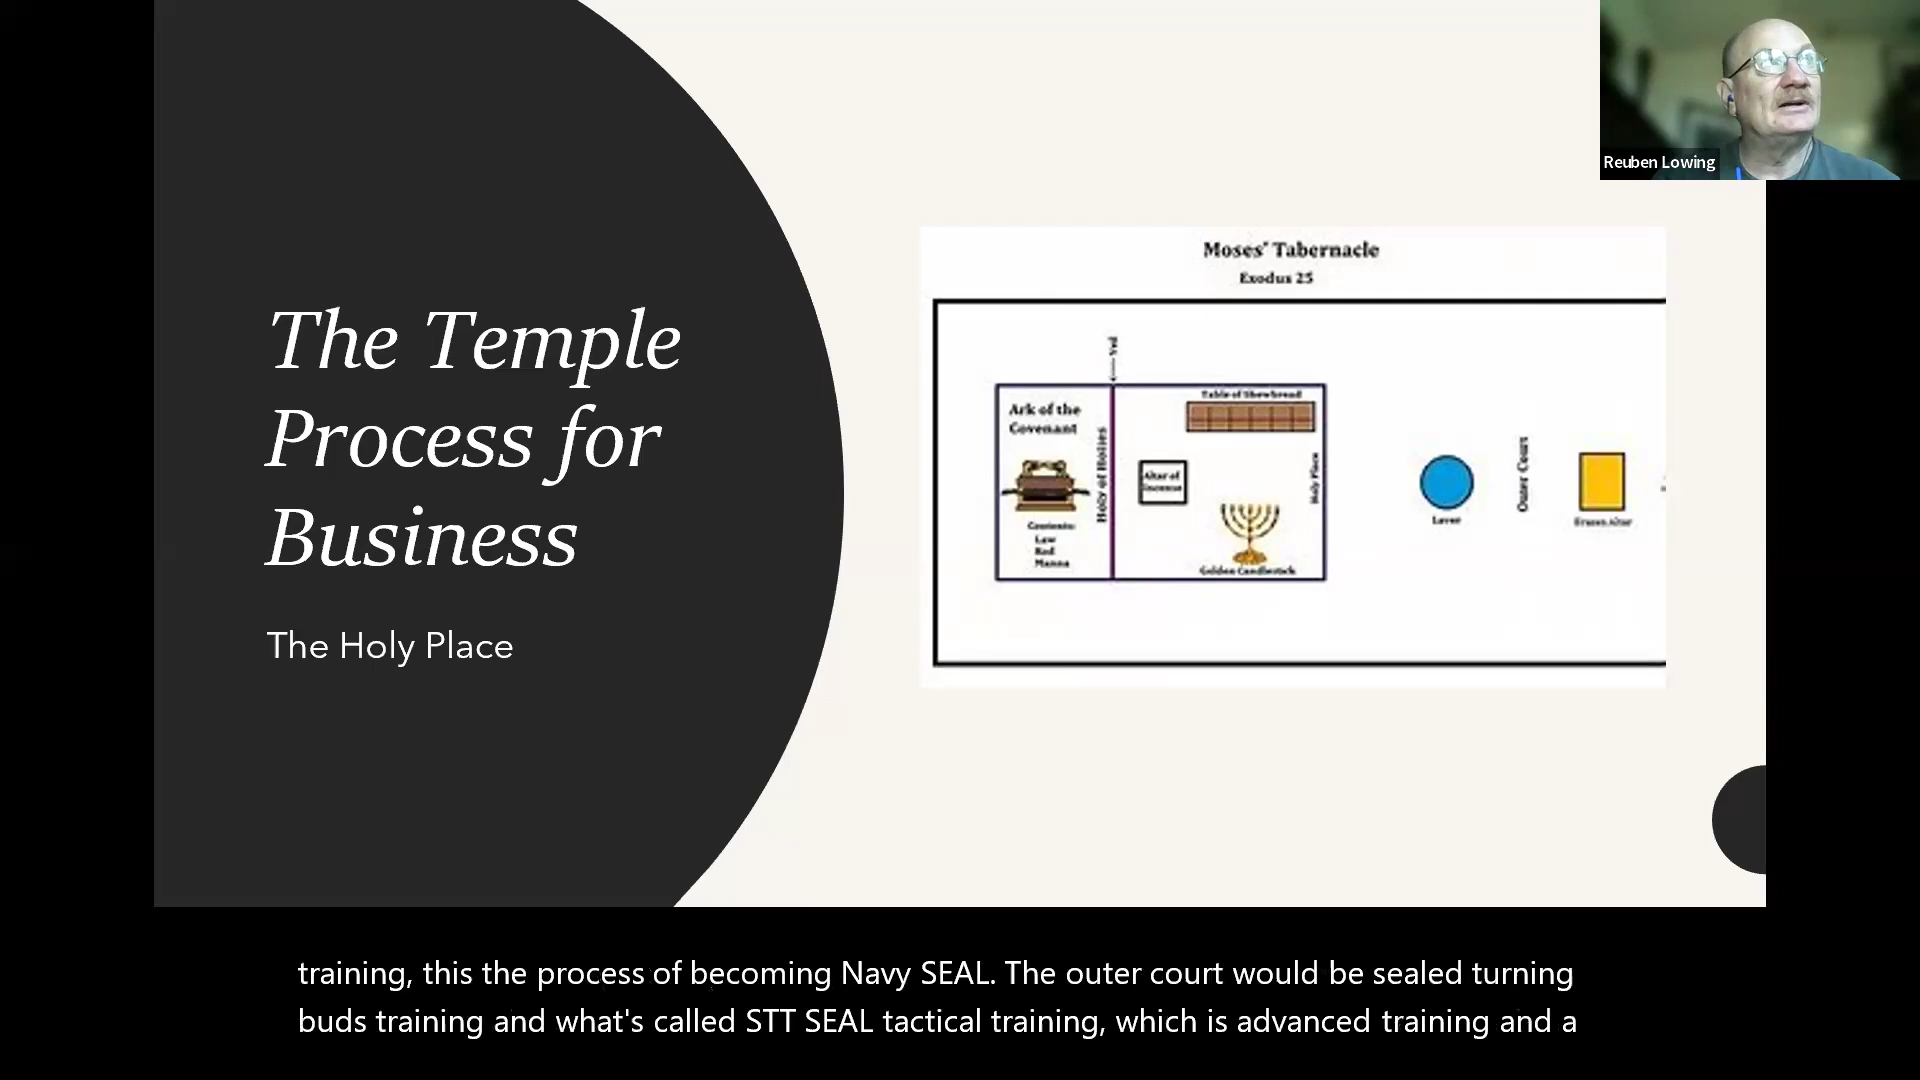 Reuben Lowing
The Temple
Process for
Business
The Holy Place
Moses' Tabernacle
Exodus 25
Veil
Ark of the
Covenant
Holy of Holies
Contents:
Law
Rod
Manna
Table of Shewbread
Altar of
Incense
Golden Candlestick
Holy Place
Laver
Outer Court
Brazen Altar
training, this the process of becoming Navy SEAL. The outer court would be sealed turning
buds training and what's called STT SEAL tactical training, which is advanced training and a